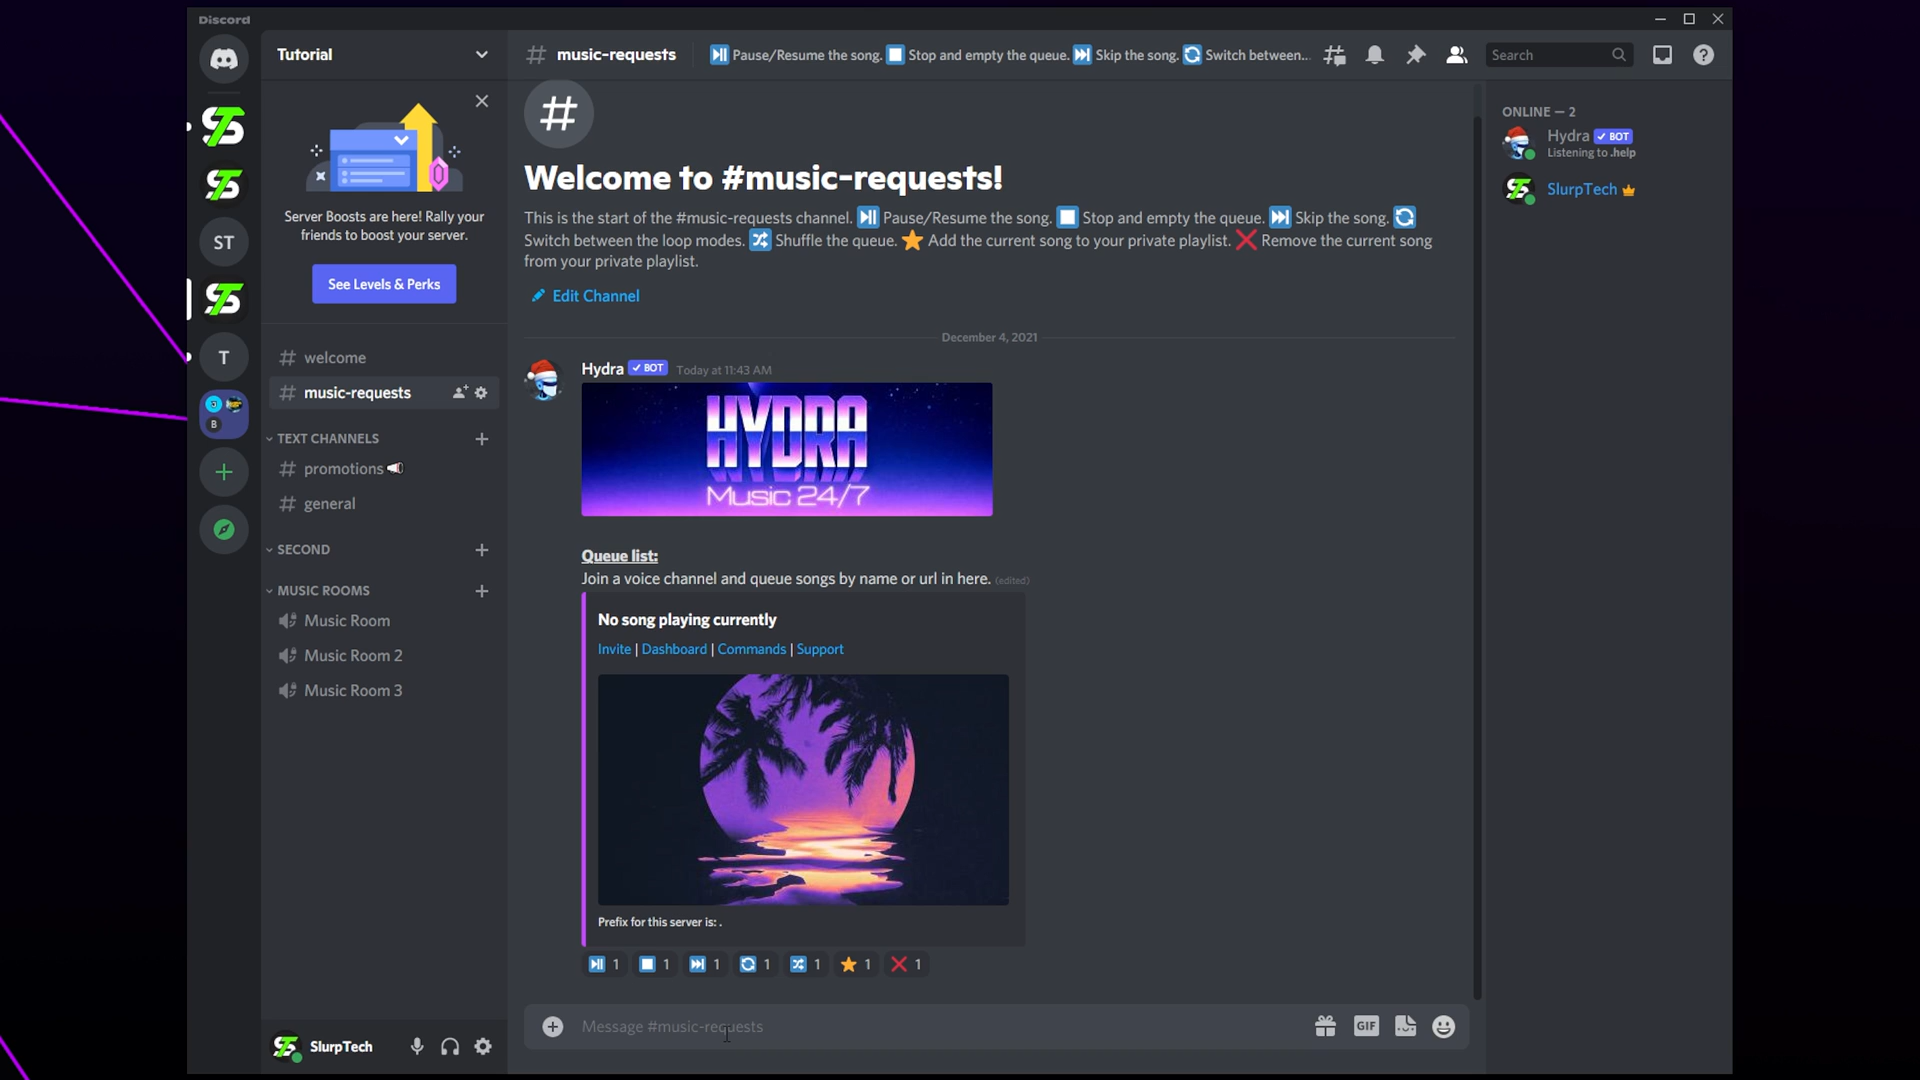 Discord
Tutorial
music-requests
Pause/Resume the song. Stop and empty the queue. Skip the song. Switch between...
Search
Server Boosts are here! Rally your
friends to boost your server.
See Levels & Perks
ST
T
B
welcome
music-requests
TEXT CHANNELS
promotions
general
SECOND
MUSIC ROOMS
Music Room
Music Room 2
Music Room 3
SlurpTech
#
Welcome to #music-requests!
This is the start of the #music-requests channel. Pause/Resume the song. Stop and empty the queue. Skip the song.
Switch between the loop modes. Shuffle the queue. Add the current song to your private playlist. Remove the current song
from your private playlist.
Edit Channel
December 4, 2021
Hydra BOT Today at 11:43 AM
HYDRA
Music 24/7
Queue list:
Join a voice channel and queue songs by name or url in here. (edited)
No song playing currently
Invite | Dashboard | Commands | Support
Prefix for this server is: .
1 1 1 1 1 1 1
Message #music-requests
GIF
ONLINE — 2
Hydra BOT
Listening to .help
SlurpTech